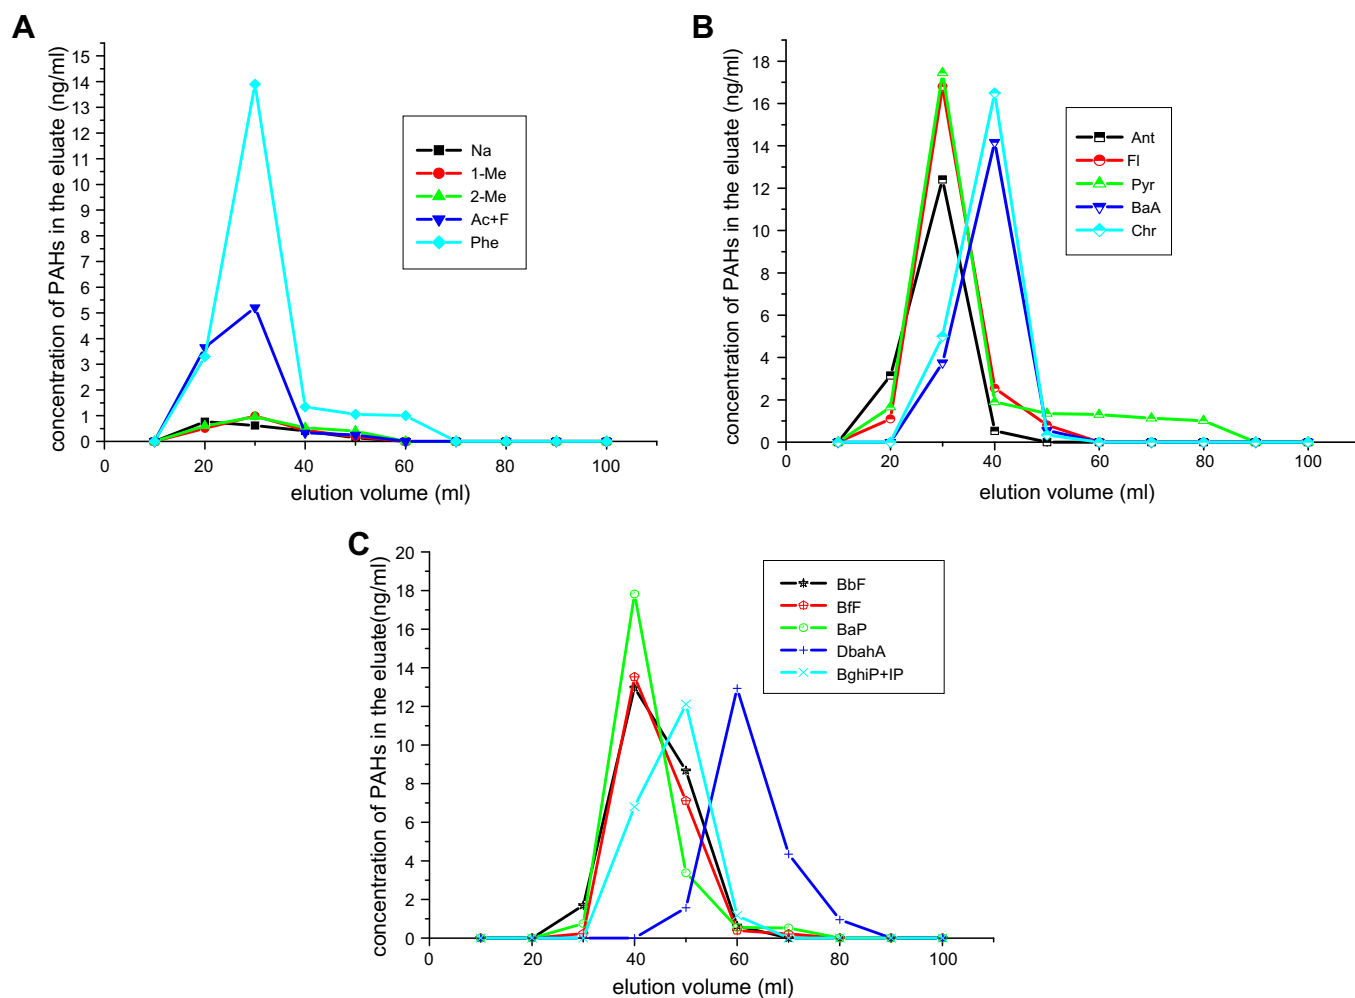 A
concentration of PAHs in the eluate (ng/ml)
15
14
13
12
11
10
9
8
7
6
5
4
3
2
1
0
0 20 40 60 80 100
elution volume (ml)
Na
1-Me
2-Me
Ac+F
Phe
B
concentration of PAHs in the eluate (ng/ml)
18
16
14
12
10
8
6
4
2
0
0 20 40 60 80 100
elution volume (ml)
Ant
Fl
Pyr
BaA
Chr
C
concentration of PAHs in the eluate(ng/ml)
20
18
16
14
12
10
8
6
4
2
0
0 20 40 60 80 100
elution volume (ml)
BbF
BfF
BaP
DbahA
BghiP+IP